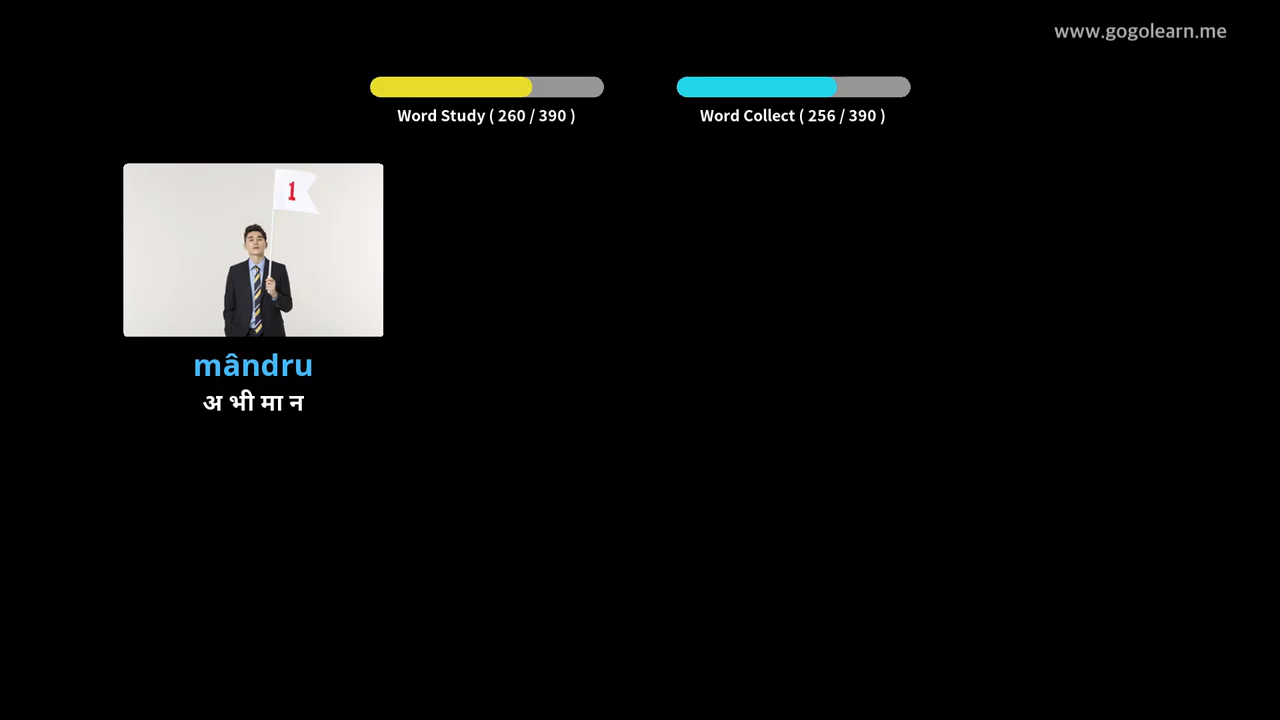 www.gogolearn.me
Word Study ( 260 / 390 )
Word Collect ( 256 / 390 )
1
mândru
अ भी मा न